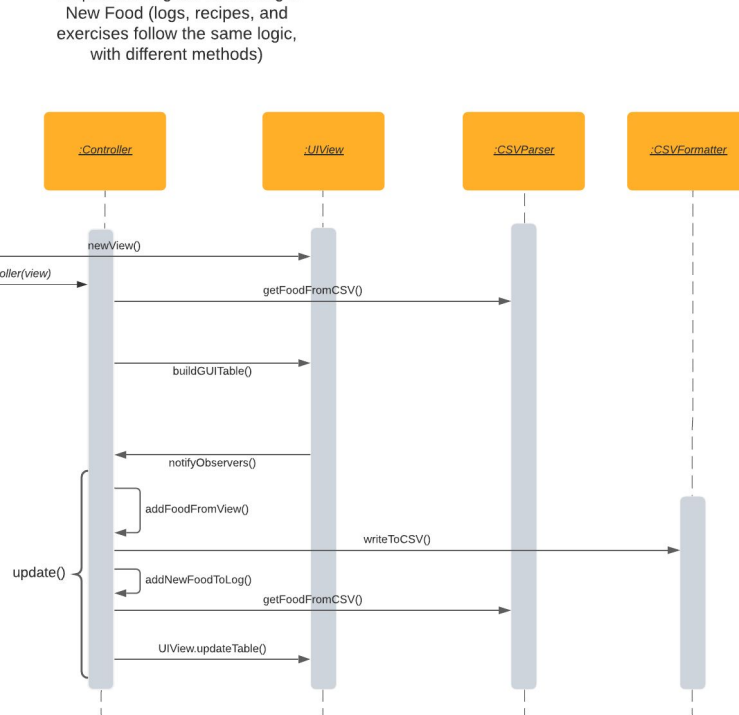 New Food (logs, recipes, and
exercises follow the same logic,
with different methods)
:Controller
:UIView
:CSVParser
:CSVFormatter
newView()
oller(view)
getFoodFromCSV()
buildGUITable()
notifyObservers()
addFoodFromView()
writeToCSV()
update()
addNewFoodToLog()
getFoodFromCSV()
UIView.updateTable()